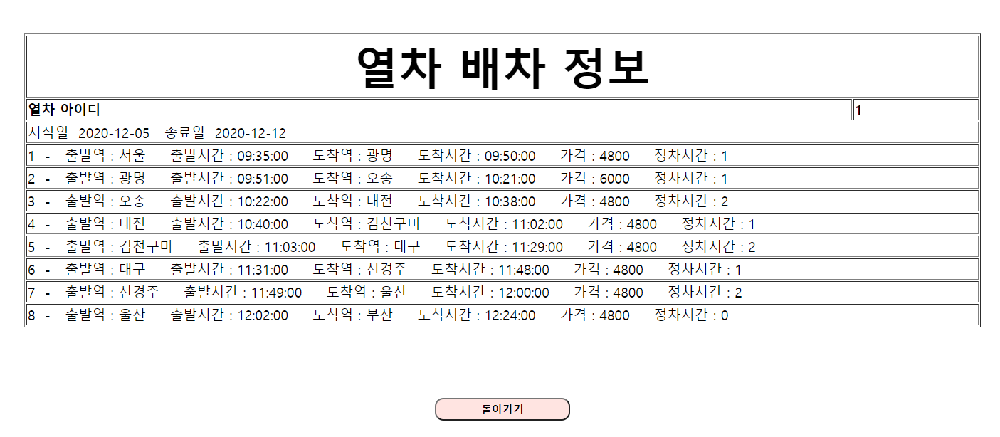 열차 배차 정보
열차 아이디 1
시작일 2020-12-05 종료일 2020-12-12
1 - 출발역 : 서울 출발시간 : 09:35:00 도착역 : 광명 도착시간 : 09:50:00 가격 : 4800 정차시간 : 1
2 - 출발역 : 광명 출발시간 : 09:51:00 도착역 : 오송 도착시간 : 10:21:00 가격 : 6000 정차시간 : 1
3 - 출발역 : 오송 출발시간 : 10:22:00 도착역 : 대전 도착시간 : 10:38:00 가격 : 4800 정차시간 : 2
4 - 출발역 : 대전 출발시간 : 10:40:00 도착역 : 김천구미 도착시간 : 11:02:00 가격 : 4800 정차시간 : 1
5 - 출발역 : 김천구미 출발시간 : 11:03:00 도착역 : 대구 도착시간 : 11:29:00 가격 : 4800 정차시간 : 2
6 - 출발역 : 대구 출발시간 : 11:31:00 도착역 : 신경주 도착시간 : 11:48:00 가격 : 4800 정차시간 : 1
7 - 출발역 : 신경주 출발시간 : 11:49:00 도착역 : 울산 도착시간 : 12:00:00 가격 : 4800 정차시간 : 2
8 - 출발역 : 울산 출발시간 : 12:02:00 도착역 : 부산 도착시간 : 12:24:00 가격 : 4800 정차시간 : 0
돌아가기